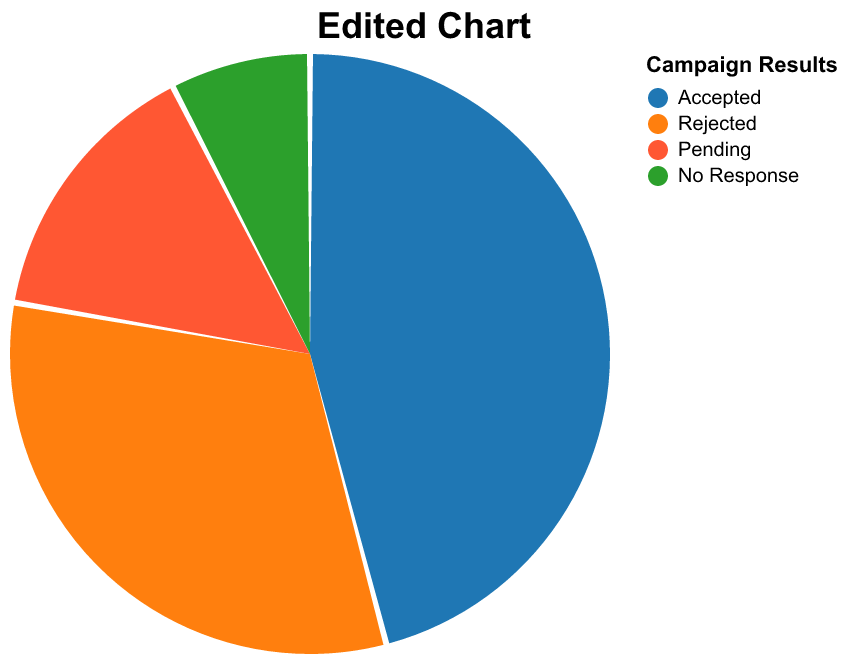 Edited Chart
Campaign Results
Accepted
Rejected
Pending
No Response